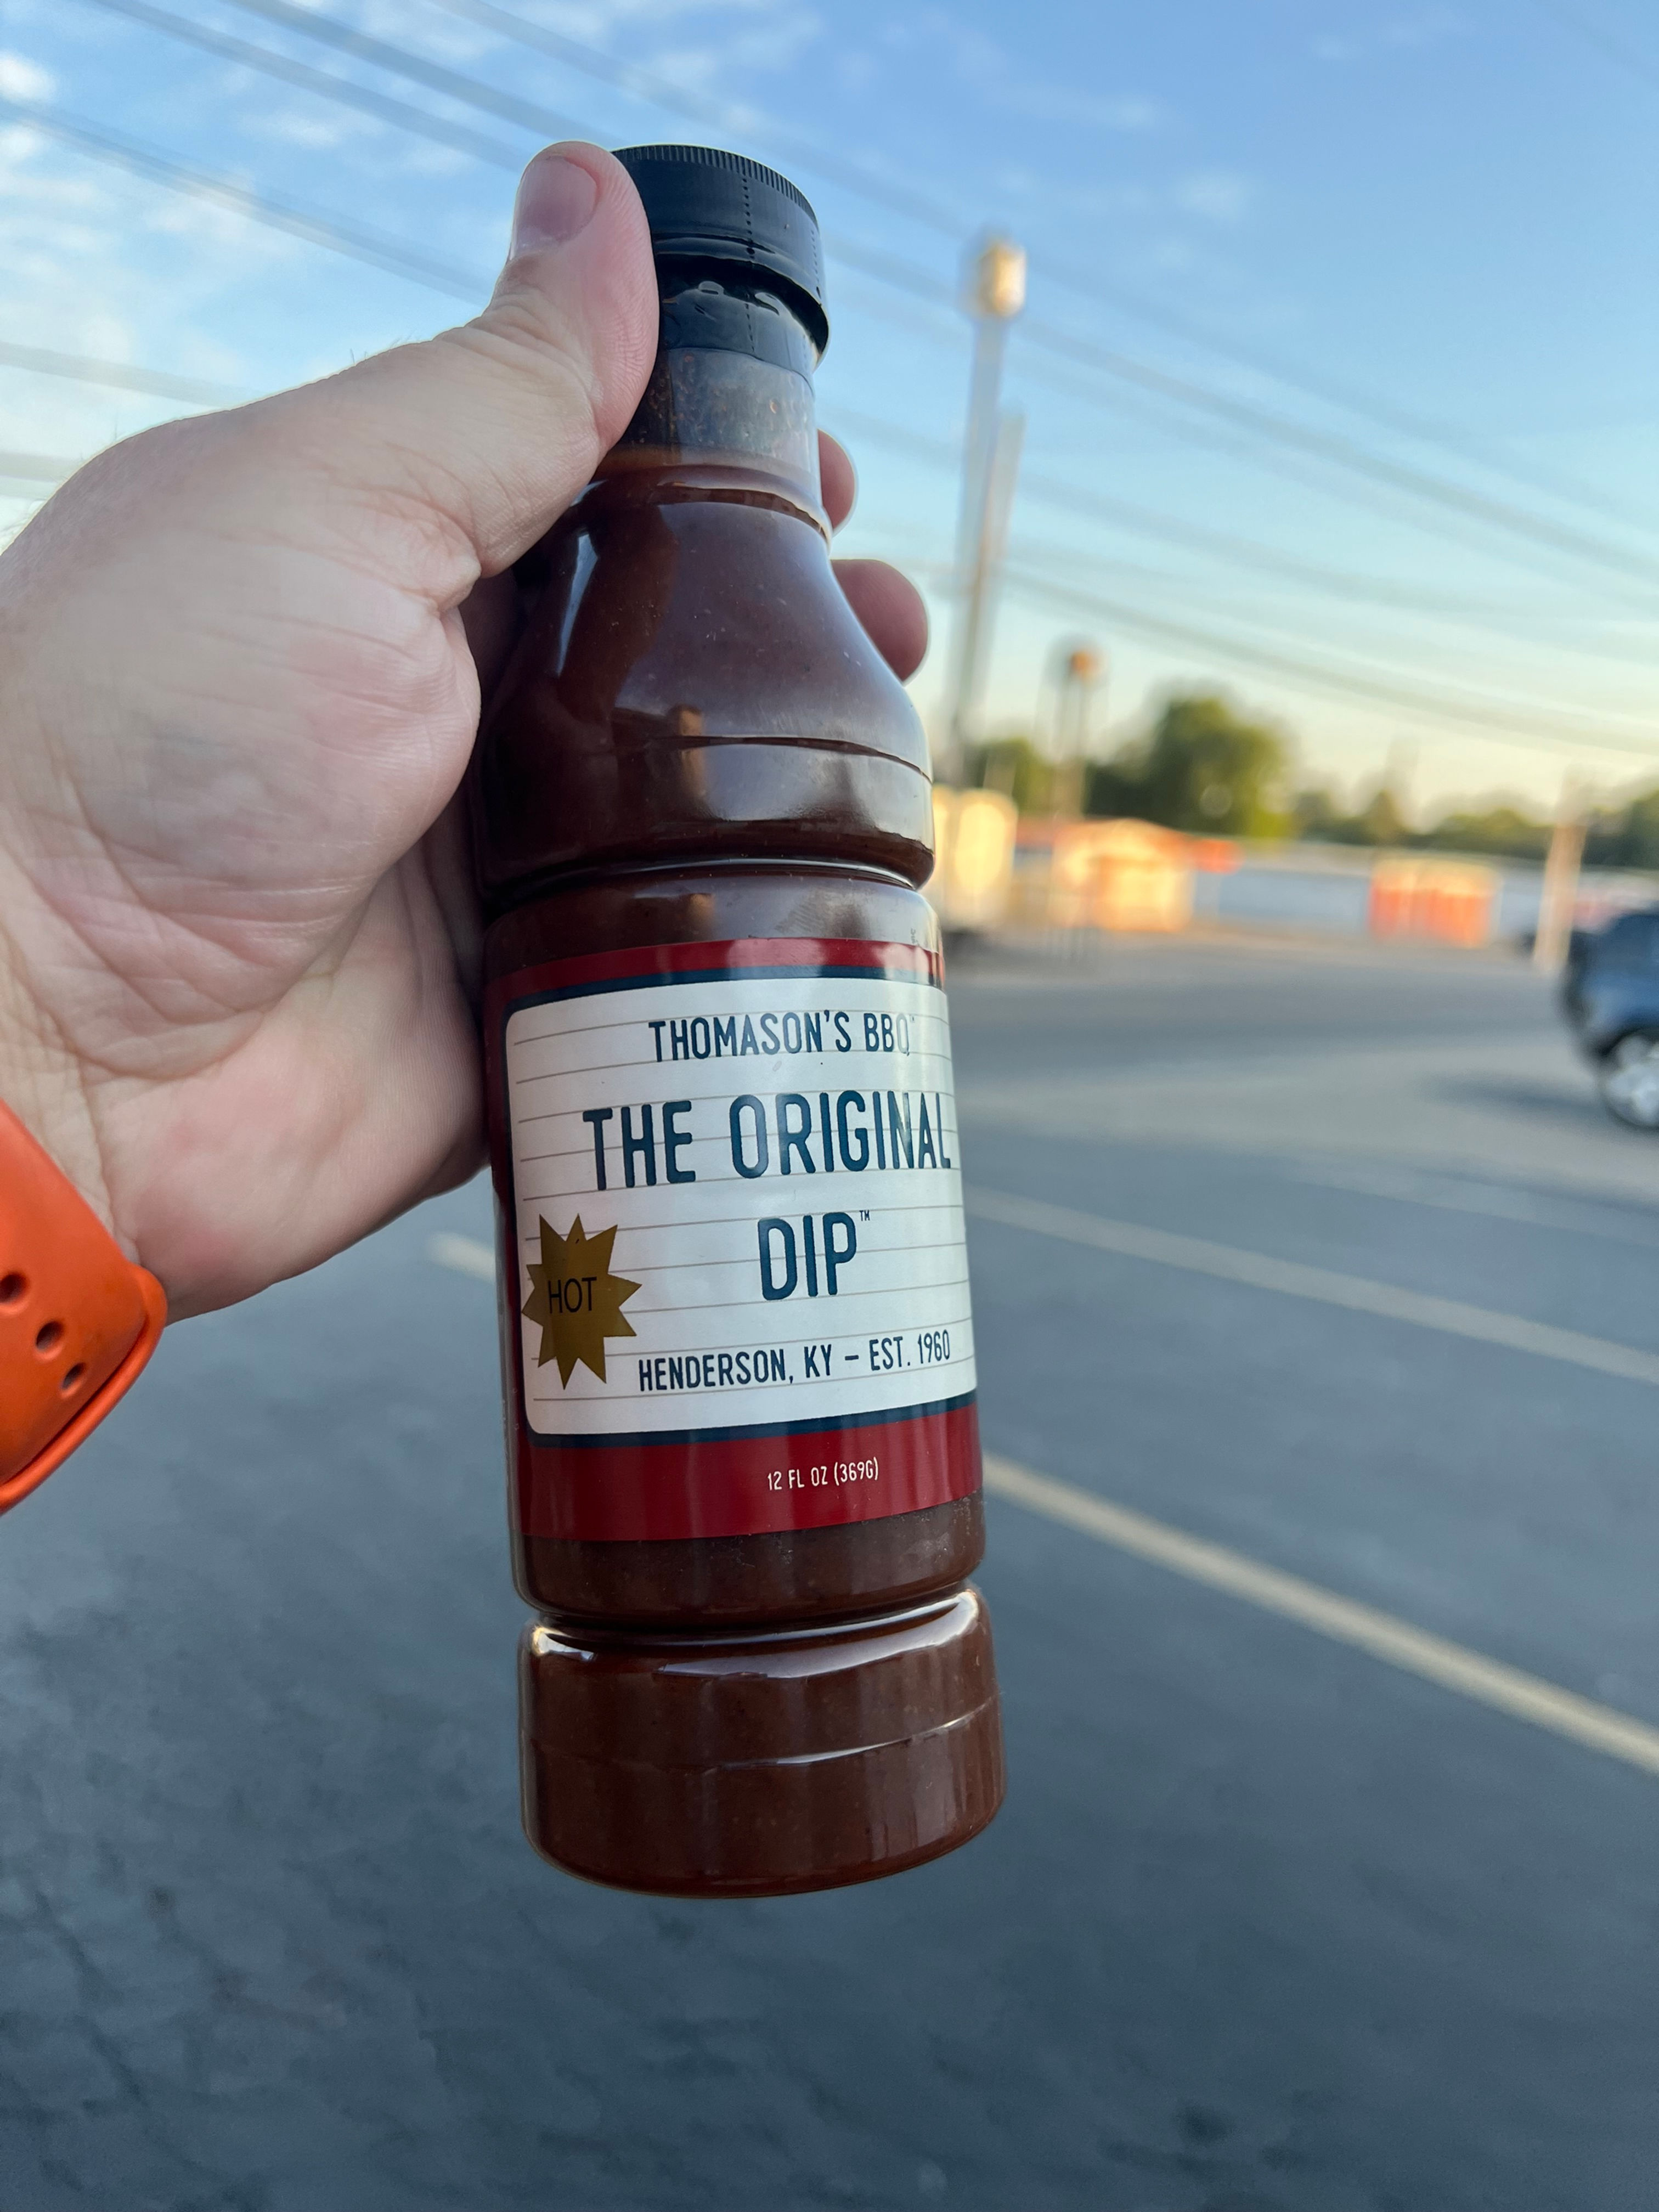 THOMASON'S BBQ™
THE ORIGINAL
DIP™
HOT
HENDERSON, KY – EST. 1960
12 FL OZ (369G)